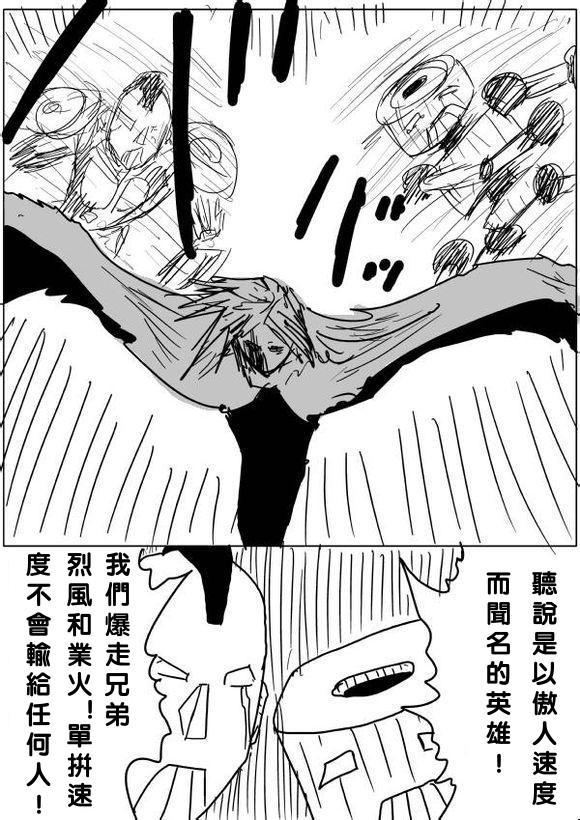 聽說是以傲人速度
而聞名的英雄！
我們爆走兄弟
烈風和業火！單拚速
度不會輸給任何人！